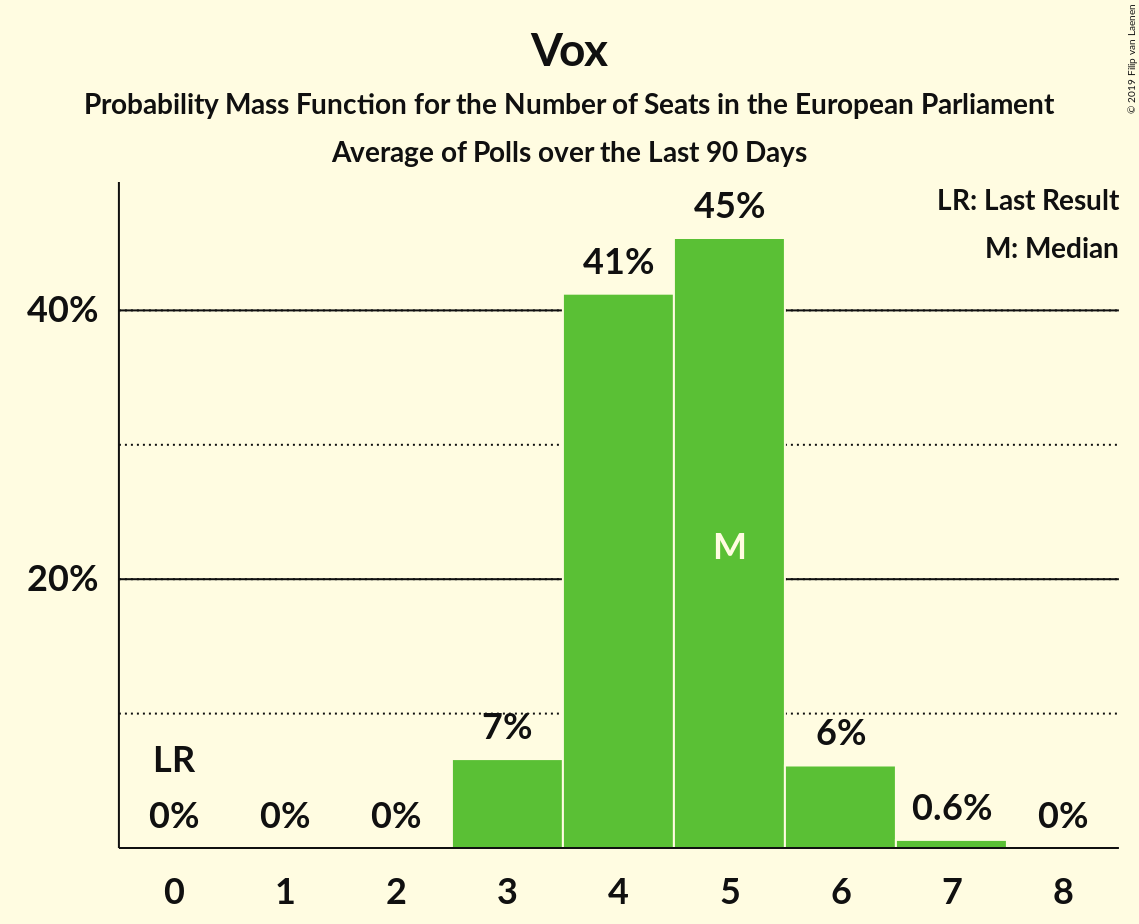 Vox
Probability Mass Function for the Number of Seats in the European Parliament
Average of Polls over the Last 90 Days
© 2019 Filip van Laenen
LR: Last Result
M: Median
45%
41%
40%
M
20%
7%
6%
LR
0%
0%
0%
0.6%
0%
0 1 2 3 4 5 6 7 8